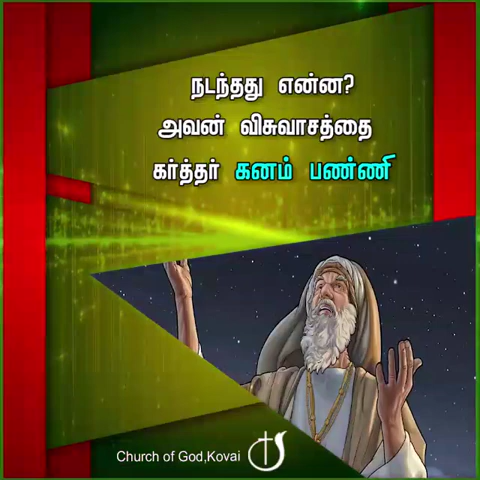 நடந்தது என்ன?
அவன் விசுவாசத்தை
கர்த்தர் கனம் பண்ணி
Church of God,Kovai